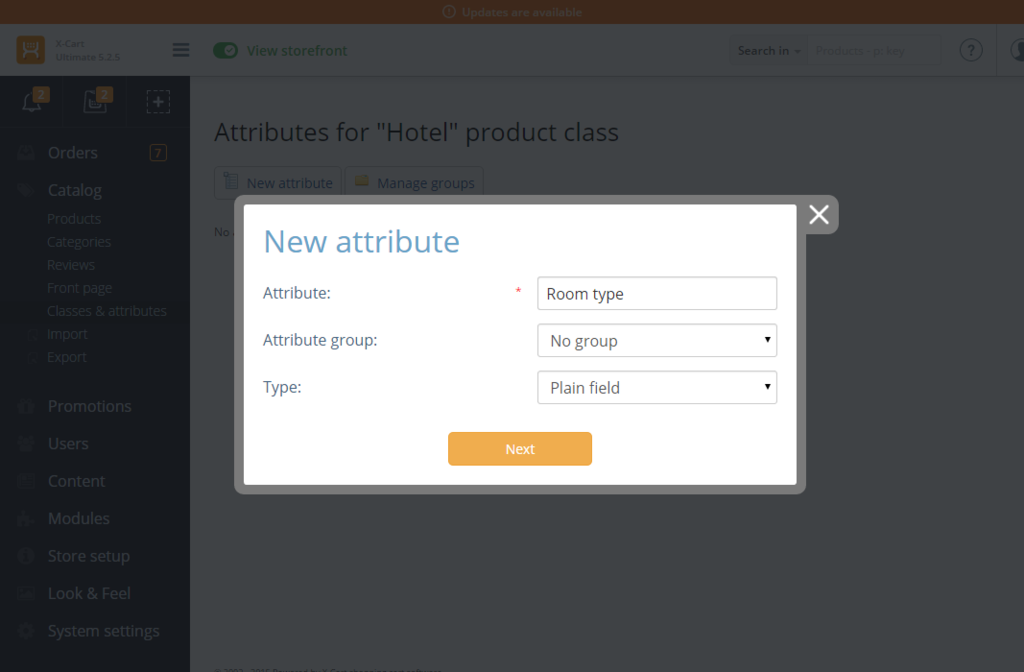 Updates are available
X-Cart
Ultimate 5.2.5
View storefront
Search in
Products - or key
?
2
2
Orders
7
Catalog
Products
Categories
Reviews
Front page
Classes & attributes
Import
Export
Promotions
Users
Content
Modules
Store setup
Look & Feel
System settings
Attributes for "Hotel" product class
New attribute
Manage groups
No
New attribute
Attribute:
*
Room type
Attribute group:
No group
Type:
Plain field
Next